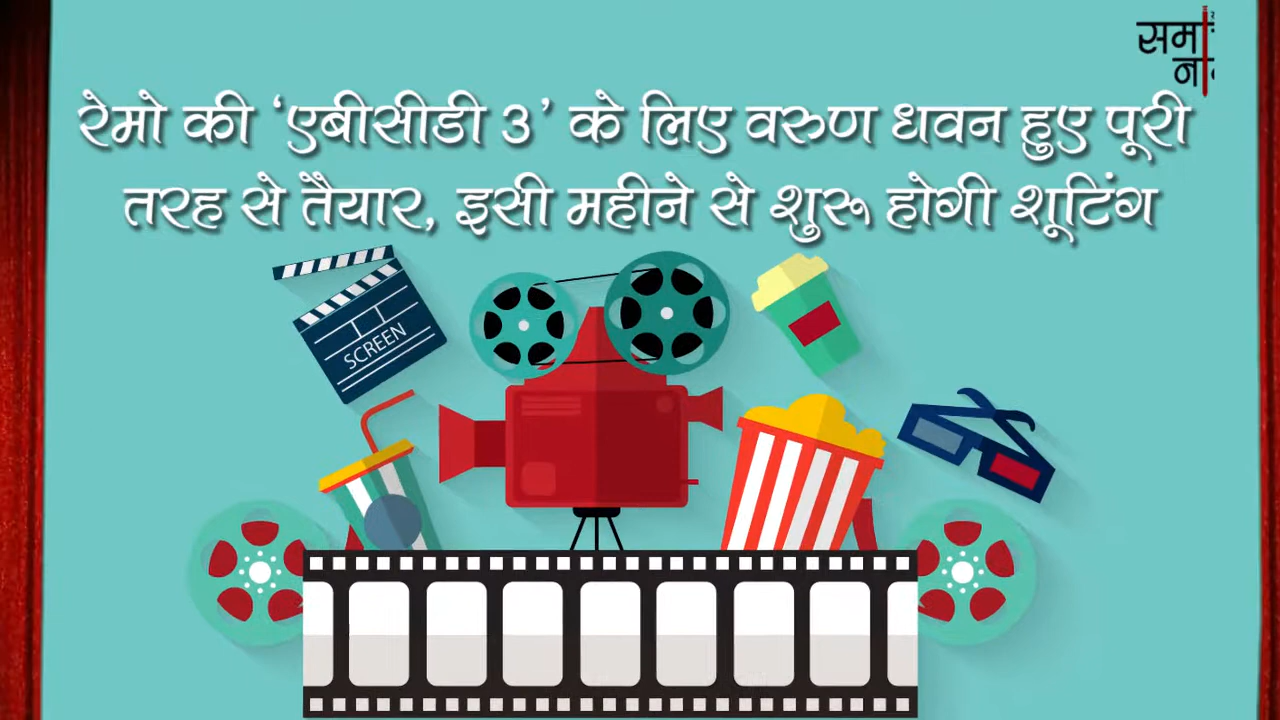 रेमो की ‘एबीसीडी 3’ के लिए वरुण धवन हुए पूरी
तरह से तैयार, इसी महीने से शुरू होगी शूटिंग
SCREEN